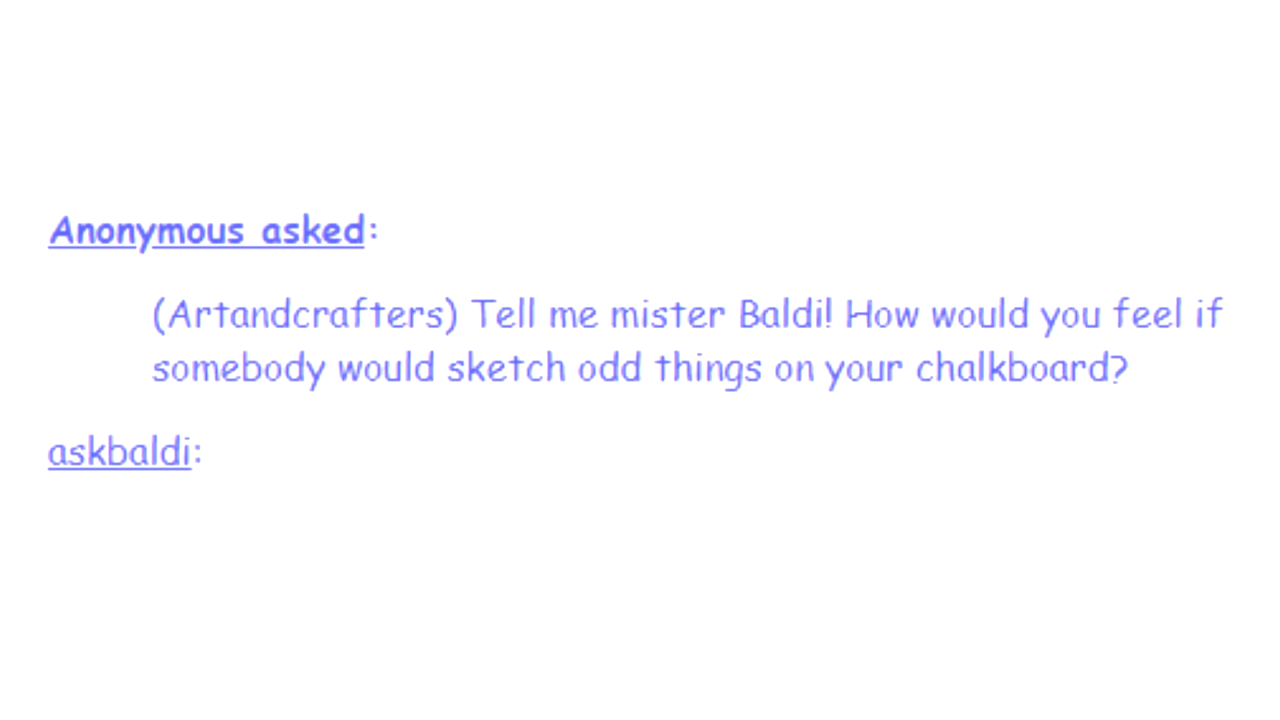 Anonymous asked:
(Artandcrafters) Tell me mister Baldi! How would you feel if
somebody would sketch odd things on your chalkboard?
askbaldi: